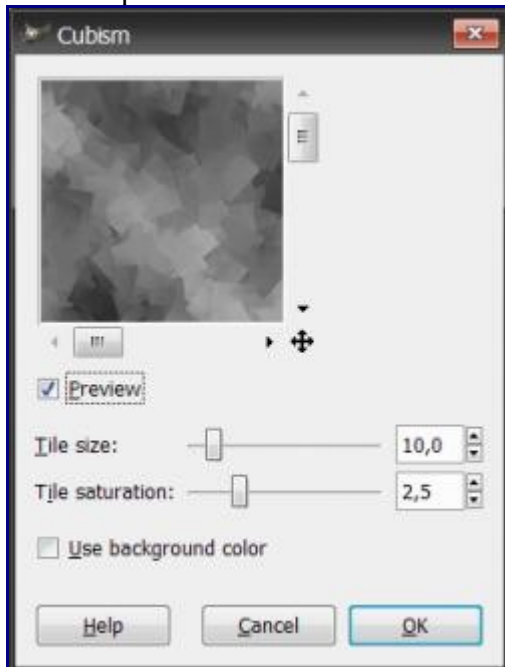 Cubism
Preview
Tile size: 10,0
Tile saturation: 2,5
Use background color
Help Cancel OK